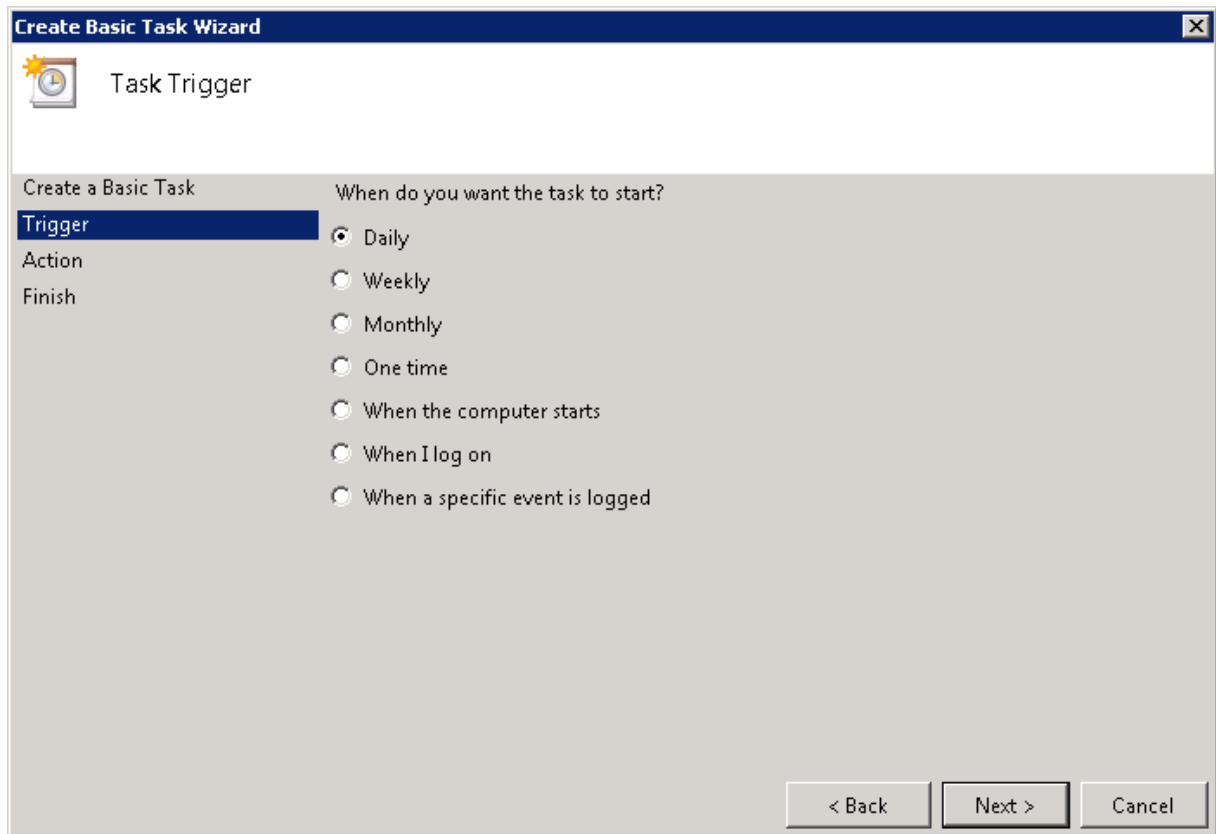 Create Basic Task Wizard
Task Trigger
Create a Basic Task
Trigger
Action
Finish
When do you want the task to start?
Daily
Weekly
Monthly
One time
When the computer starts
When I log on
When a specific event is logged
< Back
Next >
Cancel